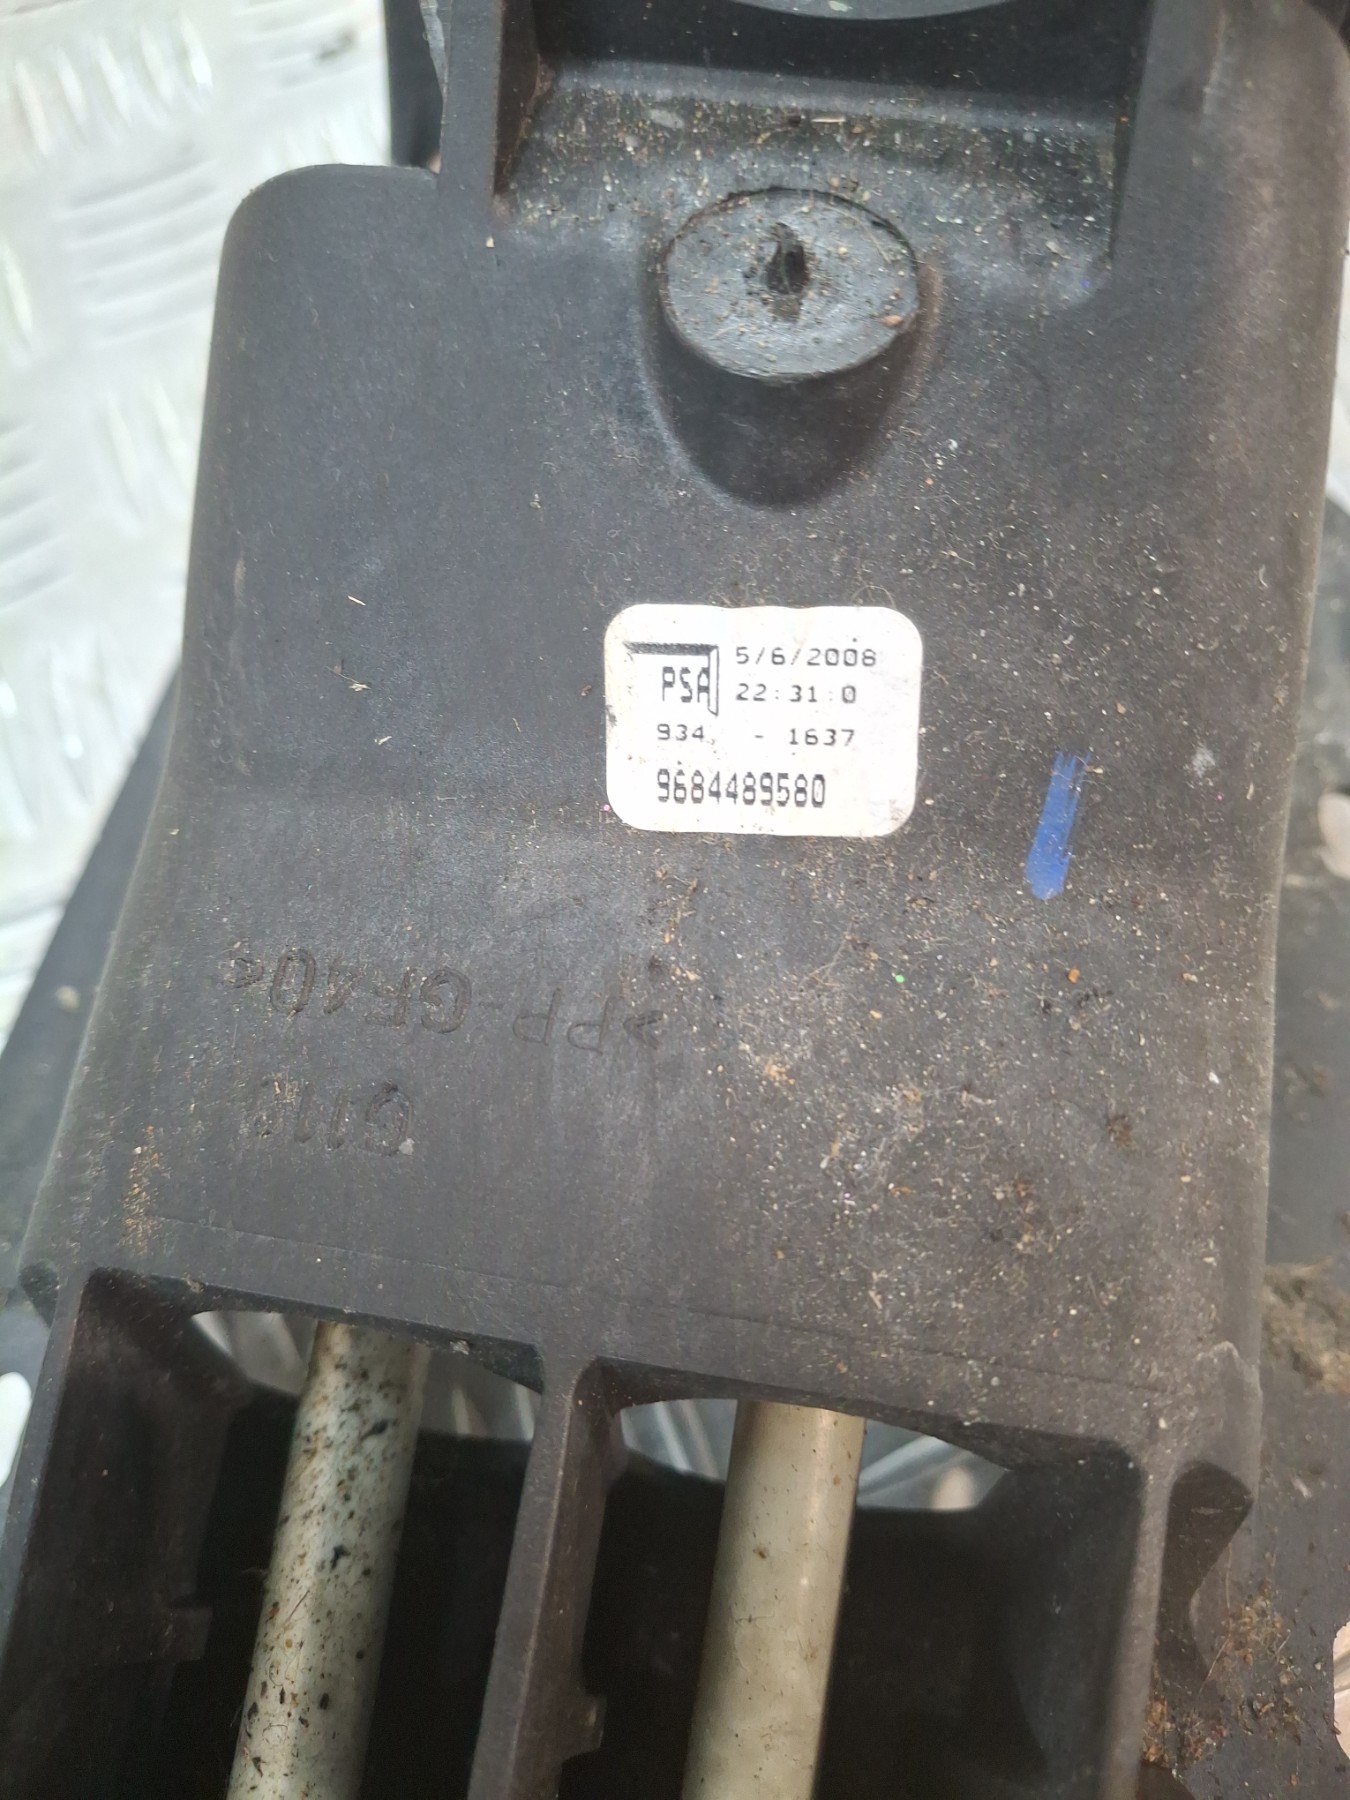 5/6/2008
PSA 22:31:0
934, - 1637
9684489580
>PP-GF40<